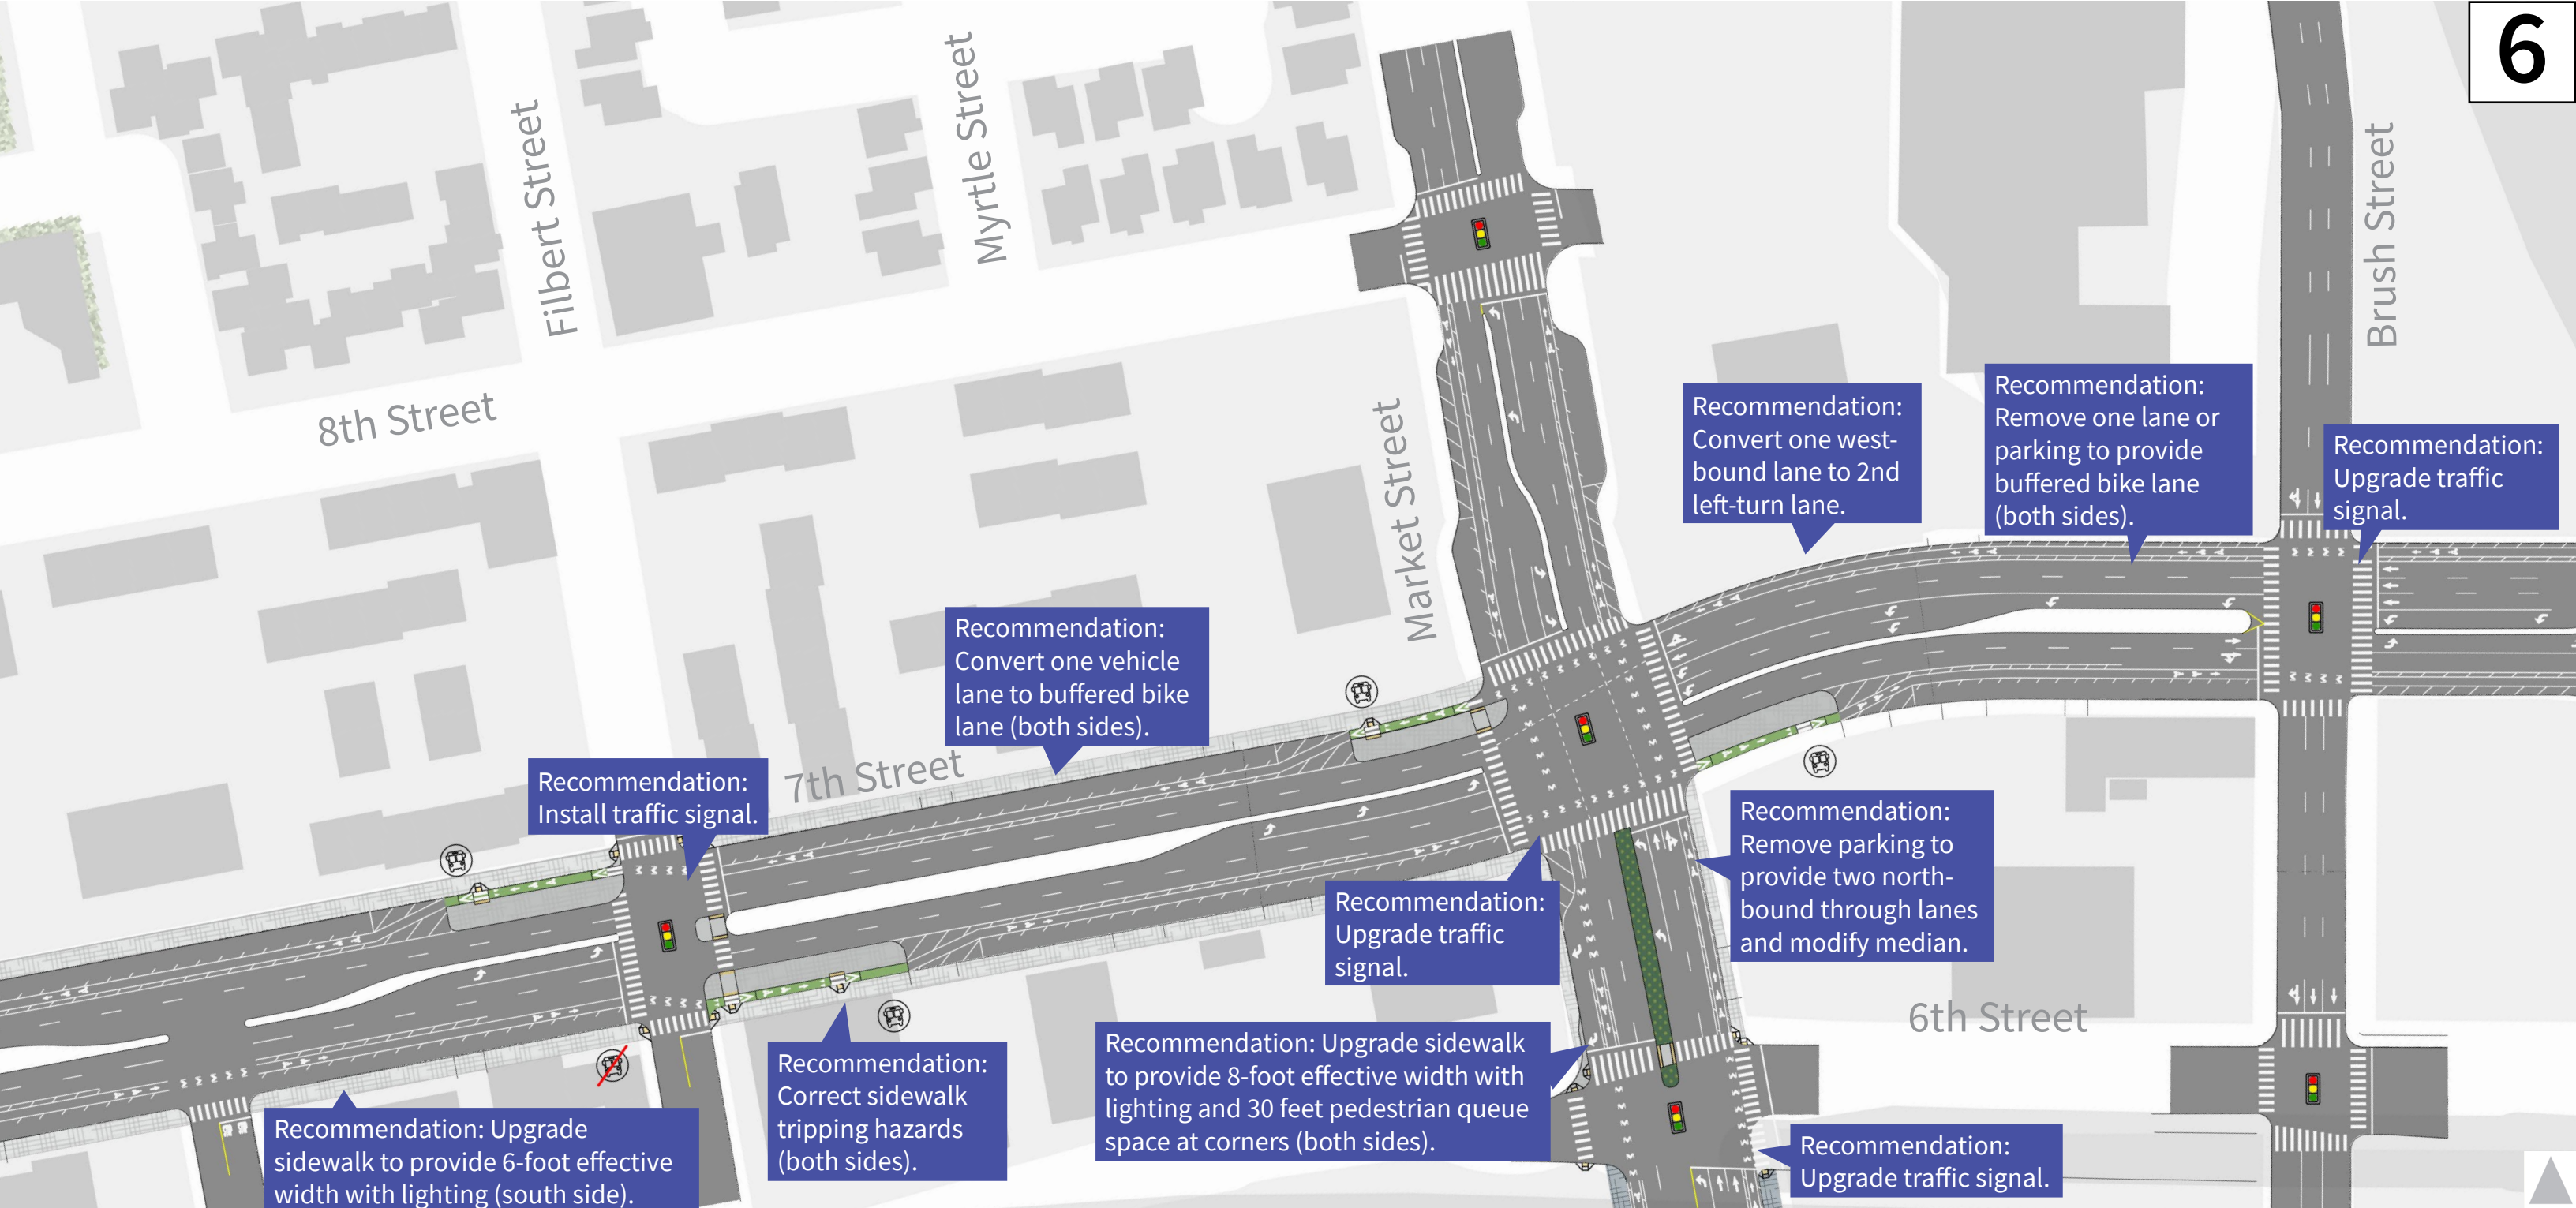 6
Filbert Street
Myrtle Street
Market Street
Brush Street
8th Street
7th Street
6th Street
Recommendation:
Convert one west-
bound lane to 2nd
left-turn lane.
Recommendation:
Remove one lane or
parking to provide
buffered bike lane
(both sides).
Recommendation:
Upgrade traffic
signal.
Recommendation:
Convert one vehicle
lane to buffered bike
lane (both sides).
Recommendation:
Install traffic signal.
Recommendation:
Remove parking to
provide two north-
bound through lanes
and modify median.
Recommendation:
Upgrade traffic
signal.
Recommendation: Upgrade sidewalk
to provide 8-foot effective width with
lighting and 30 feet pedestrian queue
space at corners (both sides).
Recommendation:
Correct sidewalk
tripping hazards
(both sides).
Recommendation: Upgrade
sidewalk to provide 6-foot effective
width with lighting (south side).
Recommendation:
Upgrade traffic signal.